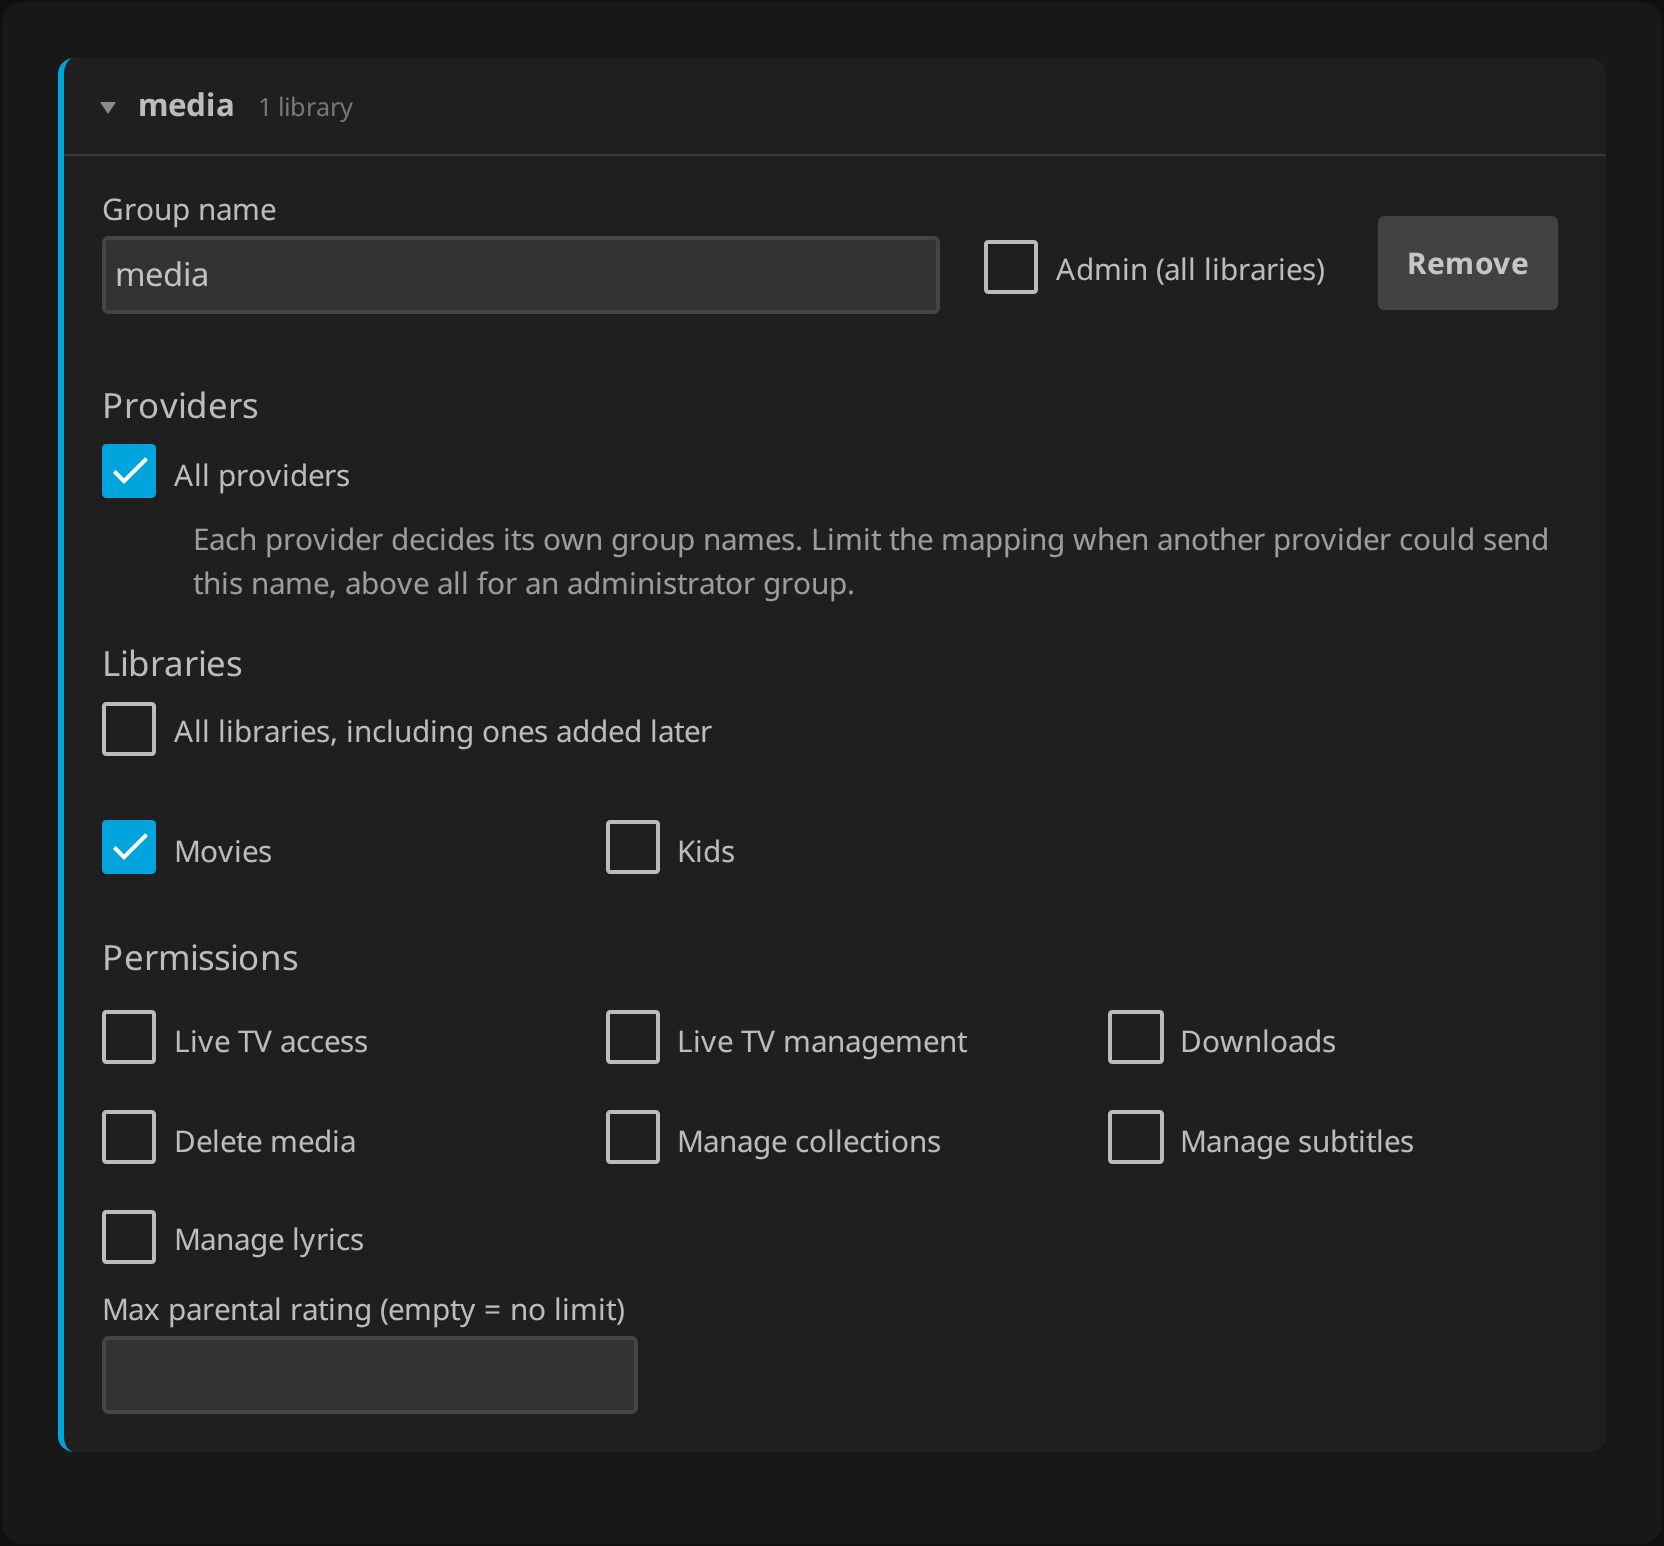 media 1 library
Group name
media
Admin (all libraries)
Remove
Providers
All providers
Each provider decides its own group names. Limit the mapping when another provider could send
this name, above all for an administrator group.
Libraries
All libraries, including ones added later
Movies
Kids
Permissions
Live TV access
Live TV management
Downloads
Delete media
Manage collections
Manage subtitles
Manage lyrics
Max parental rating (empty = no limit)